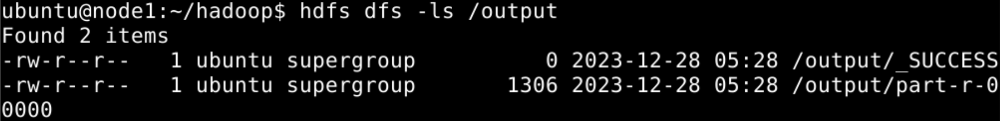 ubuntu@node1:~/hadoop$ hdfs dfs -ls /output
Found 2 items
-rw-r--r--   1 ubuntu supergroup          0 2023-12-28 05:28 /output/_SUCCESS
-rw-r--r--   1 ubuntu supergroup       1306 2023-12-28 05:28 /output/part-r-0
0000